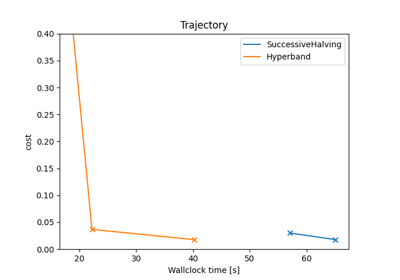 Trajectory
0.40
0.35
0.30
0.25
0.20
0.15
0.10
0.05
0.00
cost
SuccessiveHalving
Hyperband
20 30 40 50 60
Wallclock time [s]